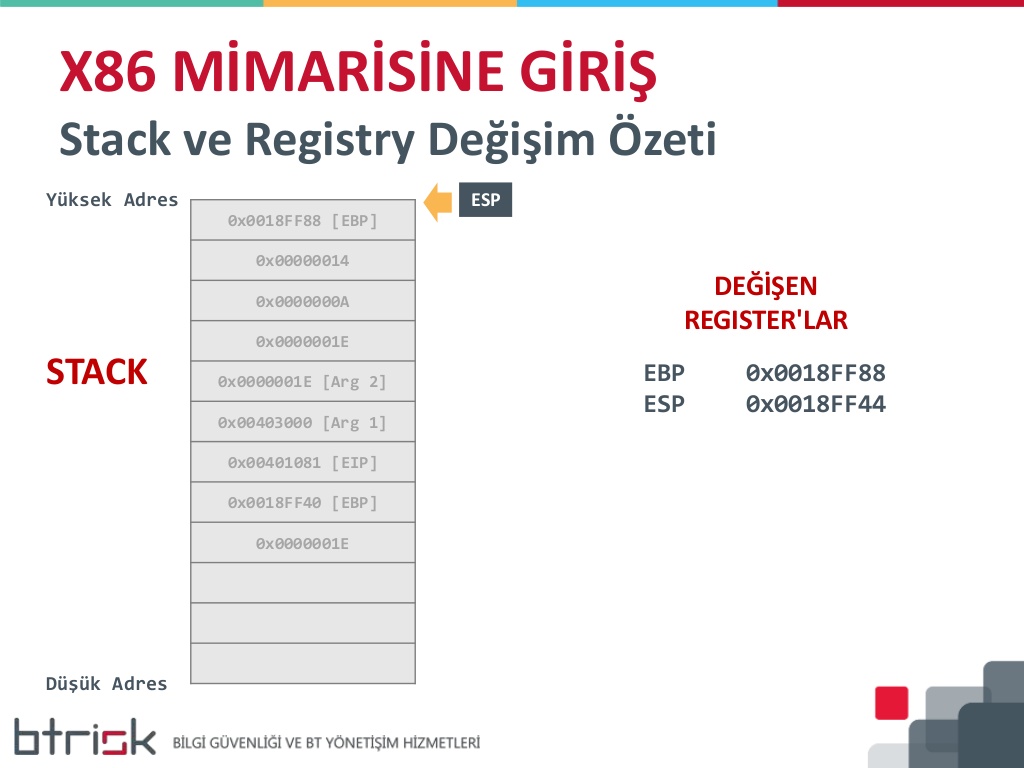 X86 MİMARİSİNE GİRİŞ
Stack ve Registry Değişim Özeti
Yüksek Adres
ESP
0x0018FF88 [EBP]
0x00000014
0x0000000A
0x0000001E
0x0000001E [Arg 2]
0x00403000 [Arg 1]
0x00401081 [EIP]
0x0018FF40 [EBP]
0x0000001E
STACK
Düşük Adres
DEĞİŞEN
REGISTER'LAR
EBP 0x0018FF88
ESP 0x0018FF44
btrisk BİLGİ GÜVENLİĞİ VE BT YÖNETİŞİM HİZMETLERİ